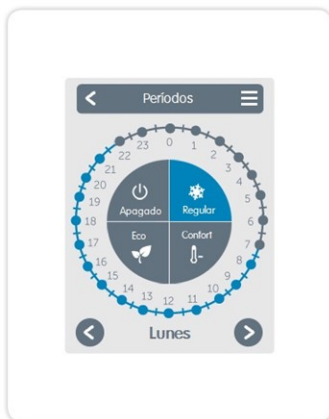 Períodos
23 0 1
22 2
21 3
20 4
19 5
18 6
17 7
16 8
15 9
14 10
13 12 11
Apagado
Regular
Eco
Confort
Lunes